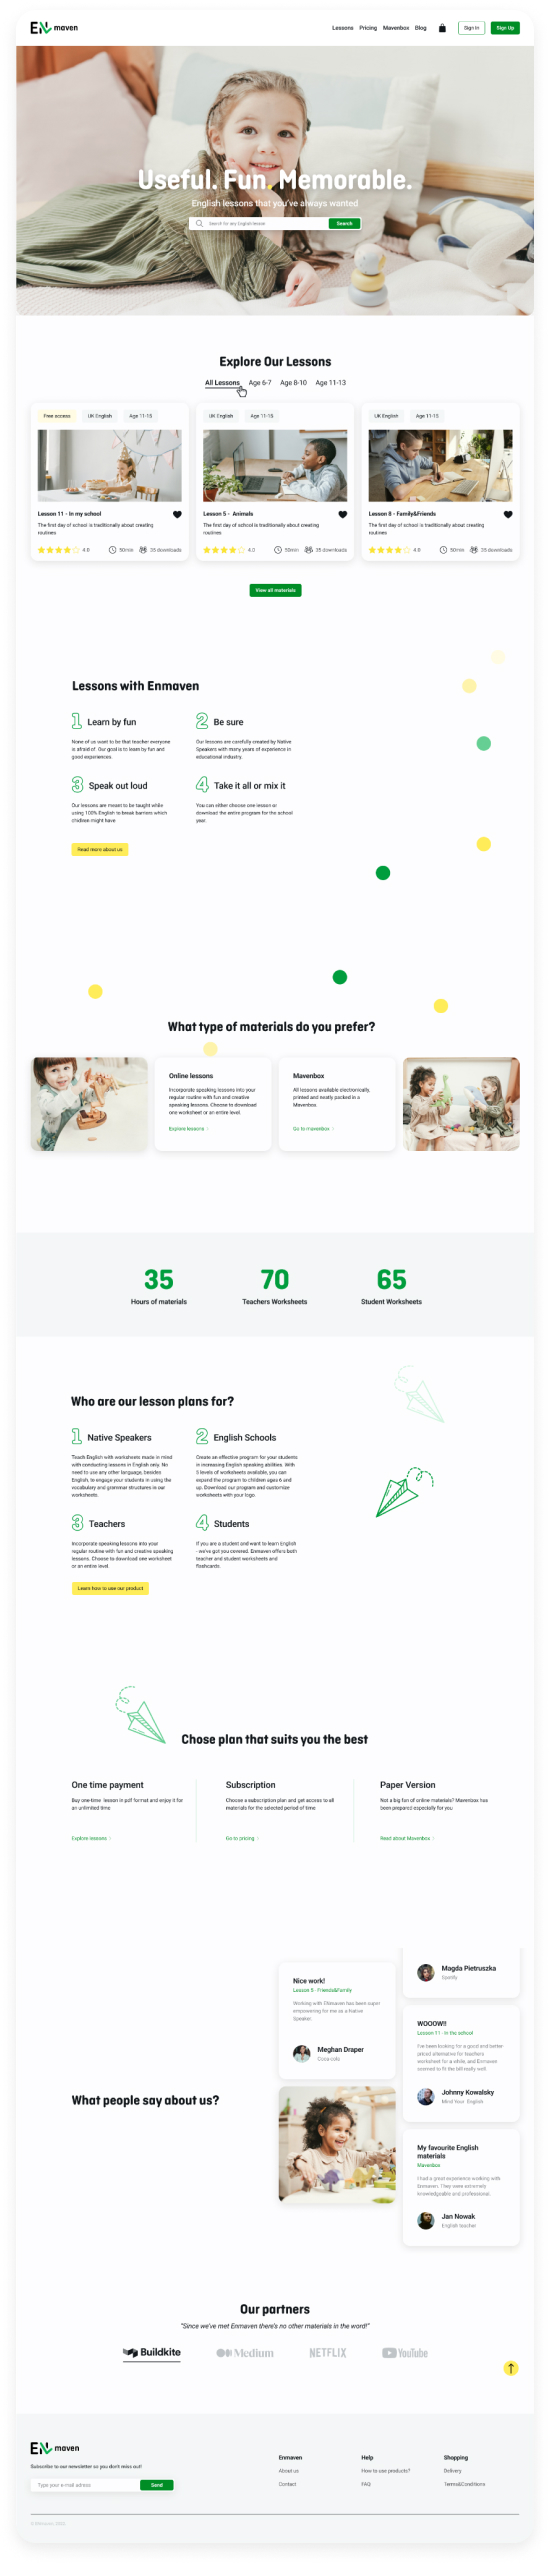 EN maven
Lessons Pricing Mavenbox Blog Sign in Sign Up
Useful. Fun. Memorable.
English lessons that you've always wanted
Search for any English lesson Search
Explore Our Lessons
All Lessons Age 6-7 Age 8-10 Age 11-13
Free access UK English Age 11-15
UK English Age 11-15
UK English Age 11-15
Lesson 11 - In my school
The first day of school is traditionally about creating
routines
4.8 50min 35 downloads
Lesson 5 - Animals
The first day of school is traditionally about creating
routines
4.0 50min 35 downloads
Lesson 8 - Family&Friends
The first day of school is traditionally about creating
routines
4.8 50min 35 downloads
View all materials
Lessons with Enmaven
1 Learn by fun
None of us want to be that teacher everyone
is afraid of. Our goal is to learn by fun and
good experiences.
2 Be sure
Our lessons are carefully created by Native
Speakers with many years of experience in
educational industry.
3 Speak out loud
Our lessons are meant to be taught while
using 100% English to break barriers which
children might have
4 Take it all or mix it
You can either choose one lesson or
download the entire program for the school
year.
Read more about us
What type of materials do you prefer?
Online lessons
Incorporate speaking lessons into your
regular routine with fun and creative
speaking lessons. Choose to download
one worksheet or an entire level.
Explore lessons
Mavenbox
All lessons available electronically,
printed and neatly packed in a
Mavenbox.
Go to mavenbox
35
Hours of materials
70
Teachers Worksheets
65
Student Worksheets
Who are our lesson plans for?
1 Native Speakers
Teach English with worksheets made in mind
with conducting lessons in English only. No
need to use any other language, besides
English, to engage your students in using the
vocabulary and grammar structures in our
worksheets.
2 English Schools
Create an effective program for your students
in increasing English speaking abilities. With
5 levels of worksheets available, you can
expand the program to children ages 6 and
up. Download our program and customize
worksheets with your logo.
3 Teachers
Incorporate speaking lessons into your
regular routine with fun and creative speaking
lessons. Choose to download one worksheet
or an entire level.
4 Students
If you are a student and want to learn English
- we've got you covered. Enmaven offers both
teacher and student worksheets and
flashcards.
Learn how to use our product
Chose plan that suits you the best
One time payment
Buy one-time lesson in pdf format and enjoy it for
an unlimited time
Explore lessons
Subscription
Choose a subscription plan and get access to all
materials for the selected period of time
Go to pricing
Paper Version
Not a big fan of online materials? Mavenbox has
been prepared especially for you
Read about Mavenbox
What people say about us?
Nice work!
Lesson 5 - Friends&Family
Working with Enmaven has been super
empowering for me as a Native
Speaker.
Meghan Draper
Coca-cola
Magda Pietruszka
Spotify
WOOOW!!
Lesson 11 - In the school
I've been looking for a good and better
priced alternative for teachers
worksheet for a while, and Enmaven
seemed to fit the bill really well.
Johnny Kowalsky
Mind Your English
My favourite English
materials
Mavenbox
I had a great experience working with
Enmaven. They were extremely
knowledgeable and professional.
Jan Nowak
English teacher
Our partners
"Since we've met Enmaven there's no other materials in the word!"
Buildkite Medium NETFLIX YouTube
EN maven
Subscribe to our newsletter so you don't miss out!
Type your e-mail adress Send
Enmaven
About us
Contact
Help
How to use products?
FAQ
Shopping
Delivery
Terms&Conditions